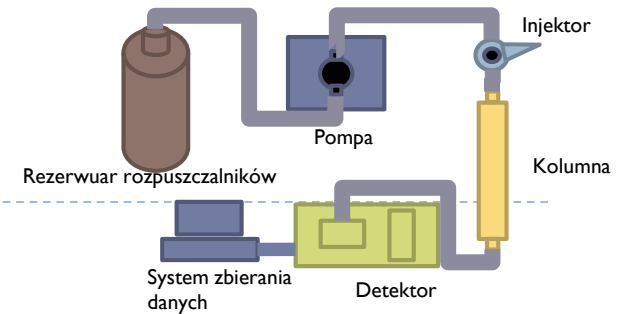 Injektor
Pompa
Kolumna
Rezerwuar rozpuszczalników
System zbierania
danych
Detektor